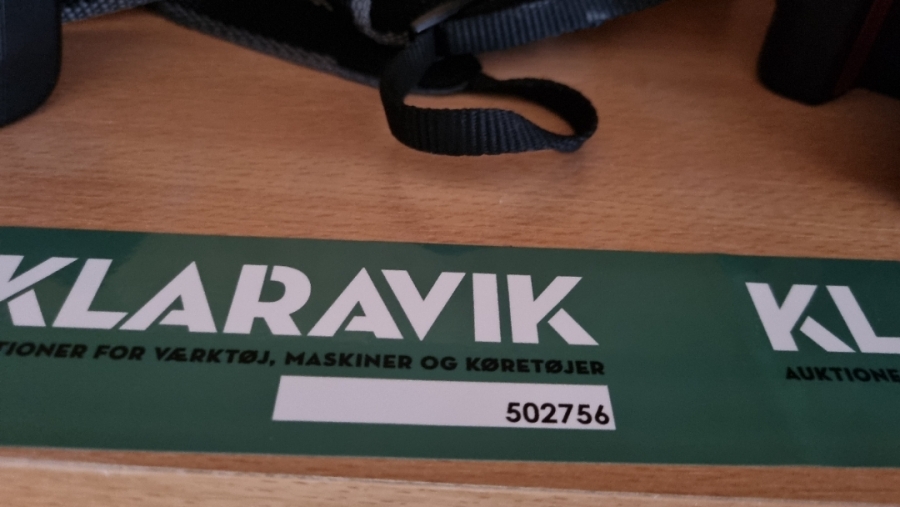 KLARAVIK
TIONER FOR VÆRKTØJ, MASKINER OG KØRETØJER
502756
KL
AUKTIONE